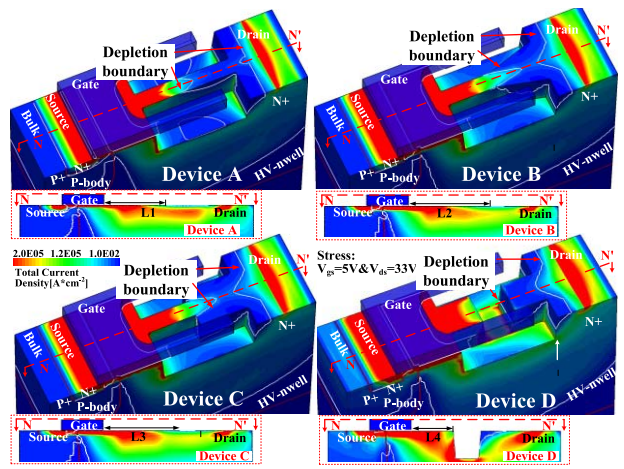 N'
Drain
Depletion
boundary
Gate
N+
Source
Bulk
N
P+
N+
P-body
Device A
HV-nwell
N
N'
Gate
Source
L1
Drain
Device A
N'
Drain
Depletion
boundary
Gate
N+
Source
Bulk
N
P+
N+
P-body
Device B
HV-nwell
N
N'
Gate
Source
L2
Drain
Device B
2.0E05 1.2E05 1.0E02
Total Current
Density[A*cm-2]
N'
Drain
Depletion
boundary
Gate
N+
Source
Bulk
N
P+
N+
P-body
Device C
HV-nwell
N
N'
Gate
Source
L3
Drain
Device C
Stress:
Vgs=5V&Vds=33V
N'
Drain
Depletion
boundary
Gate
N+
Source
Bulk
N
P+
N+
P-body
Device D
HV-nwell
N
N'
Gate
Source
L4
Drain
Device D